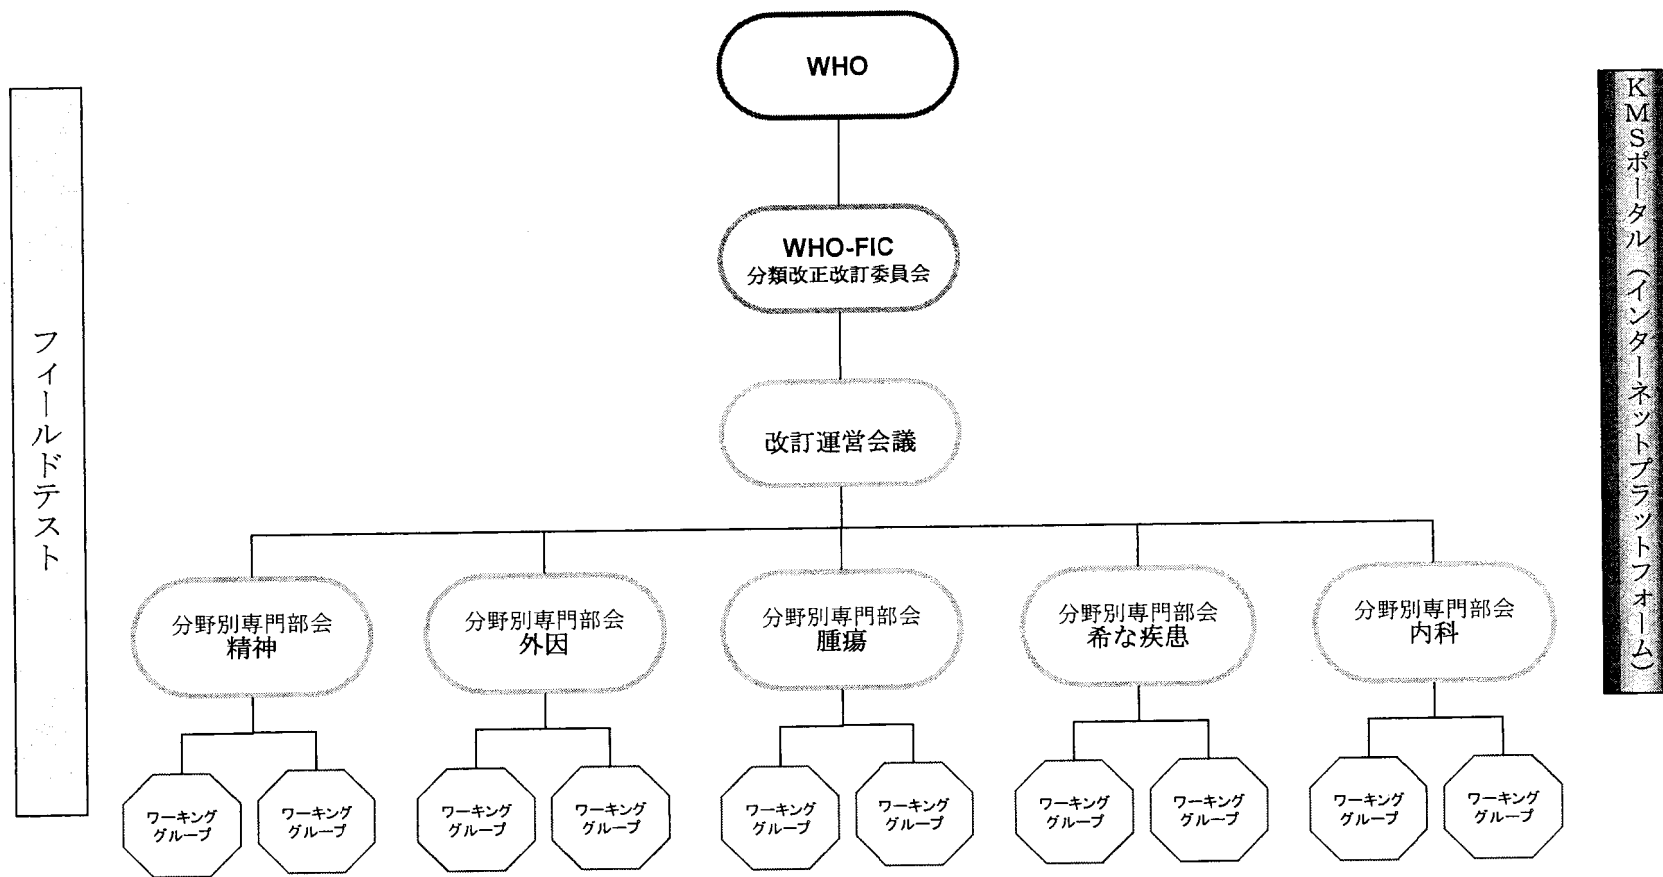 WHO
WHO-FIC
分類改正改訂委員会
改訂運営会議
フィールドテスト
KMSポータル（インターネットプラットフォーム）
分野別専門部会
精神
分野別専門部会
外因
分野別専門部会
腫瘍
分野別専門部会
希な疾患
分野別専門部会
内科
ワーキング
グループ
ワーキング
グループ
ワーキング
グループ
ワーキング
グループ
ワーキング
グループ
ワーキング
グループ
ワーキング
グループ
ワーキング
グループ
ワーキング
グループ
ワーキング
グループ